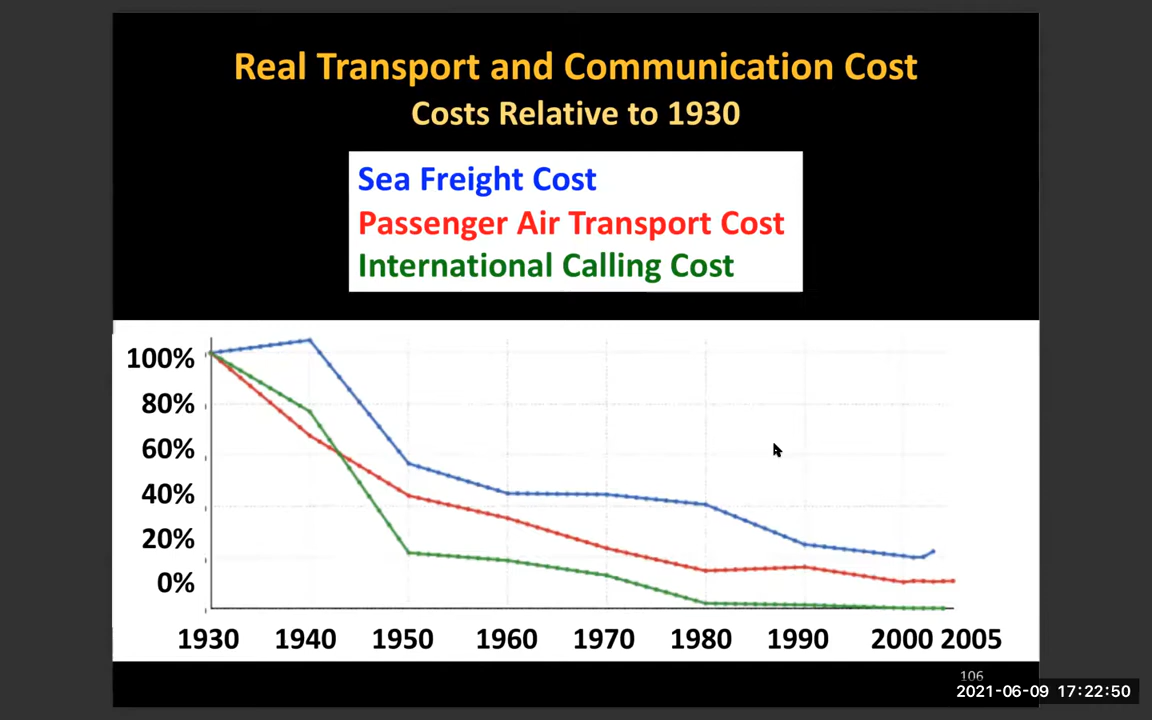 Real Transport and Communication Cost
Costs Relative to 1930
Sea Freight Cost
Passenger Air Transport Cost
International Calling Cost
100%
80%
60%
40%
20%
0%
1930 1940 1950 1960 1970 1980 1990 2000 2005
106
2021-06-09 17:22:50